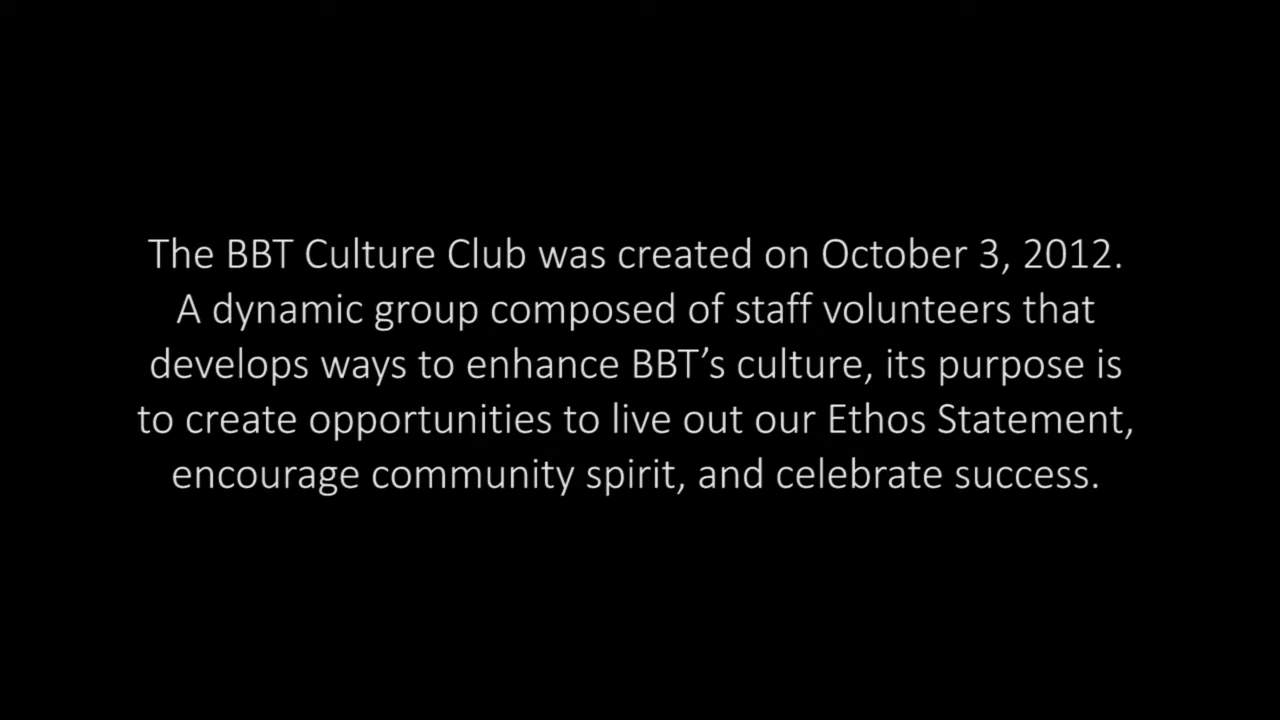 The BBT Culture Club was created on October 3, 2012.
A dynamic group composed of staff volunteers that
develops ways to enhance BBT’s culture, its purpose is
to create opportunities to live out our Ethos Statement,
encourage community spirit, and celebrate success.